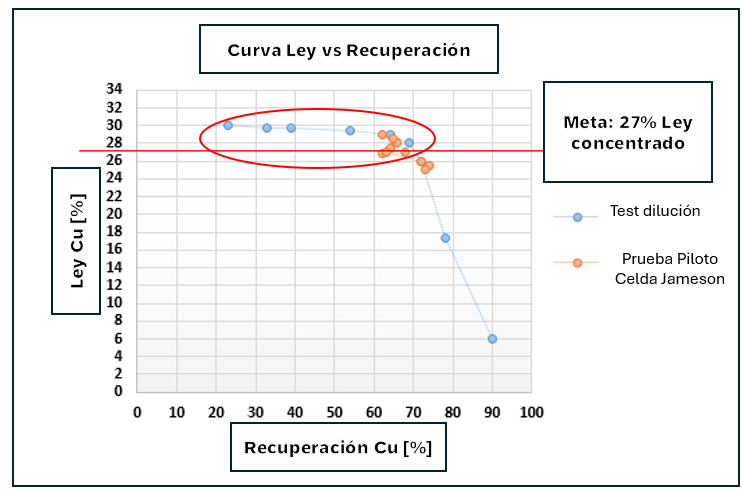 Curva Ley vs Recuperación
34
32
30
28
26
24
22
20
18
16
14
12
10
8
6
4
2
0
Ley Cu [%]
0 10 20 30 40 50 60 70 80 90 100
Recuperación Cu [%]
Meta: 27% Ley
concentrado
Test dilución
Prueba Piloto
Celda Jameson